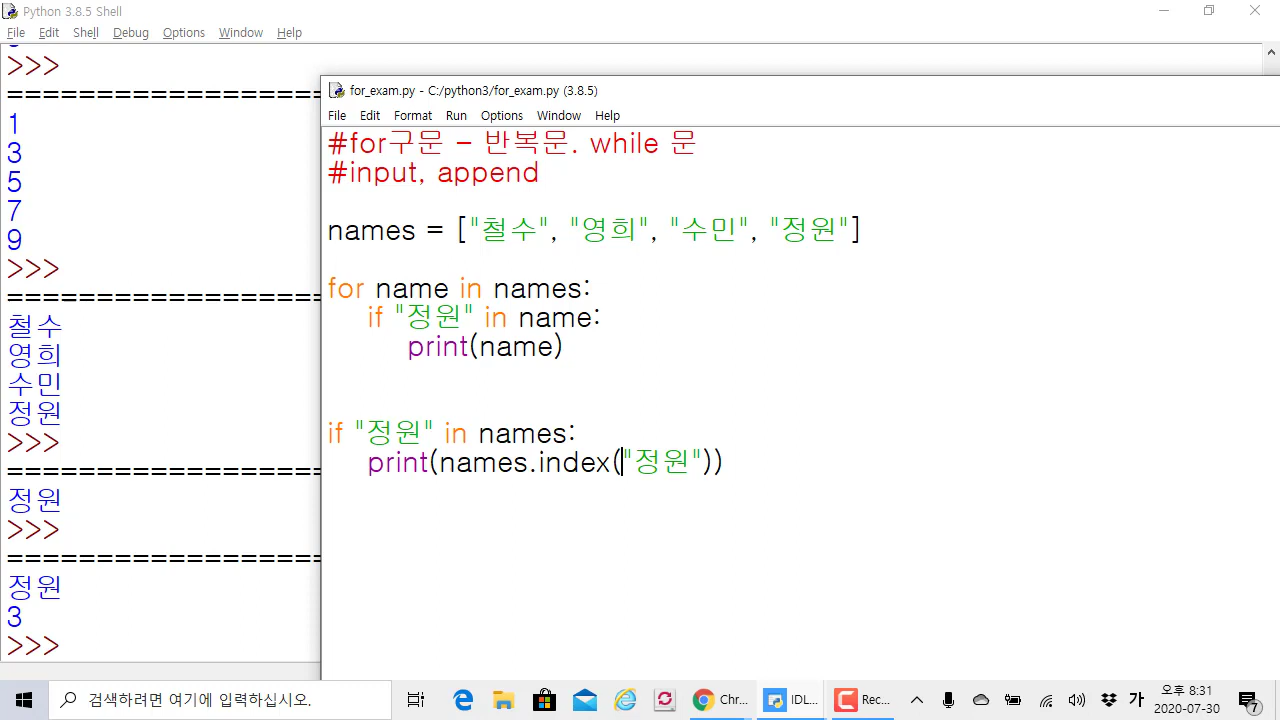 Python 3.8.5 Shell
File Edit Shell Debug Options Window Help
>>>
1
3
5
7
9
>>>
철수
영희
수민
정원
>>>
정원
>>>
정원
3
>>>
for_exam.py - C:/python3/for_exam.py (3.8.5)
File Edit Format Run Options Window Help
#for구문 - 반복문. while 문
#input, append
names = ["철수", "영희", "수민", "정원"]
for name in names:
if "정원" in name:
print(name)
if "정원" in names:
print(names.index("정원"))
검색하려면 여기에 입력하십시오.
Chr...
IDL...
Rec...
가
오후 8:31
2020-07-30
7